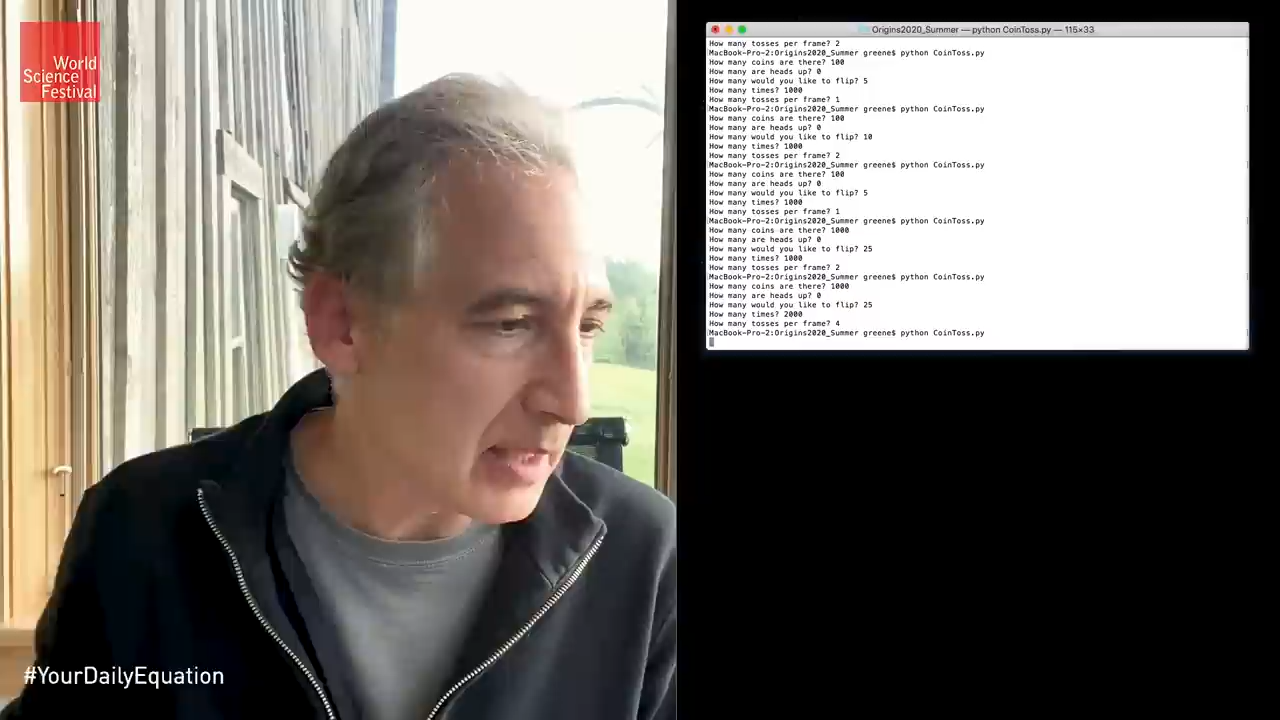 World
Science
Festival
Origins2020_Summer — python CoinToss.py — 115×33
How many tosses per frame? 2
MacBook-Pro-2:Origins2020_Summer greene$ python CoinToss.py
How many coins are there? 100
How many are heads up? 0
How many would you like to flip? 5
How many times? 1000
How many tosses per frame? 1
MacBook-Pro-2:Origins2020_Summer greene$ python CoinToss.py
How many coins are there? 100
How many are heads up? 0
How many would you like to flip? 10
How many times? 1000
How many tosses per frame? 2
MacBook-Pro-2:Origins2020_Summer greene$ python CoinToss.py
How many coins are there? 100
How many are heads up? 0
How many would you like to flip? 5
How many times? 1000
How many tosses per frame? 1
MacBook-Pro-2:Origins2020_Summer greene$ python CoinToss.py
How many coins are there? 1000
How many are heads up? 0
How many would you like to flip? 25
How many times? 1000
How many tosses per frame? 2
MacBook-Pro-2:Origins2020_Summer greene$ python CoinToss.py
How many coins are there? 1000
How many are heads up? 0
How many would you like to flip? 25
How many times? 2000
How many tosses per frame? 4
MacBook-Pro-2:Origins2020_Summer greene$ python CoinToss.py
#YourDailyEquation